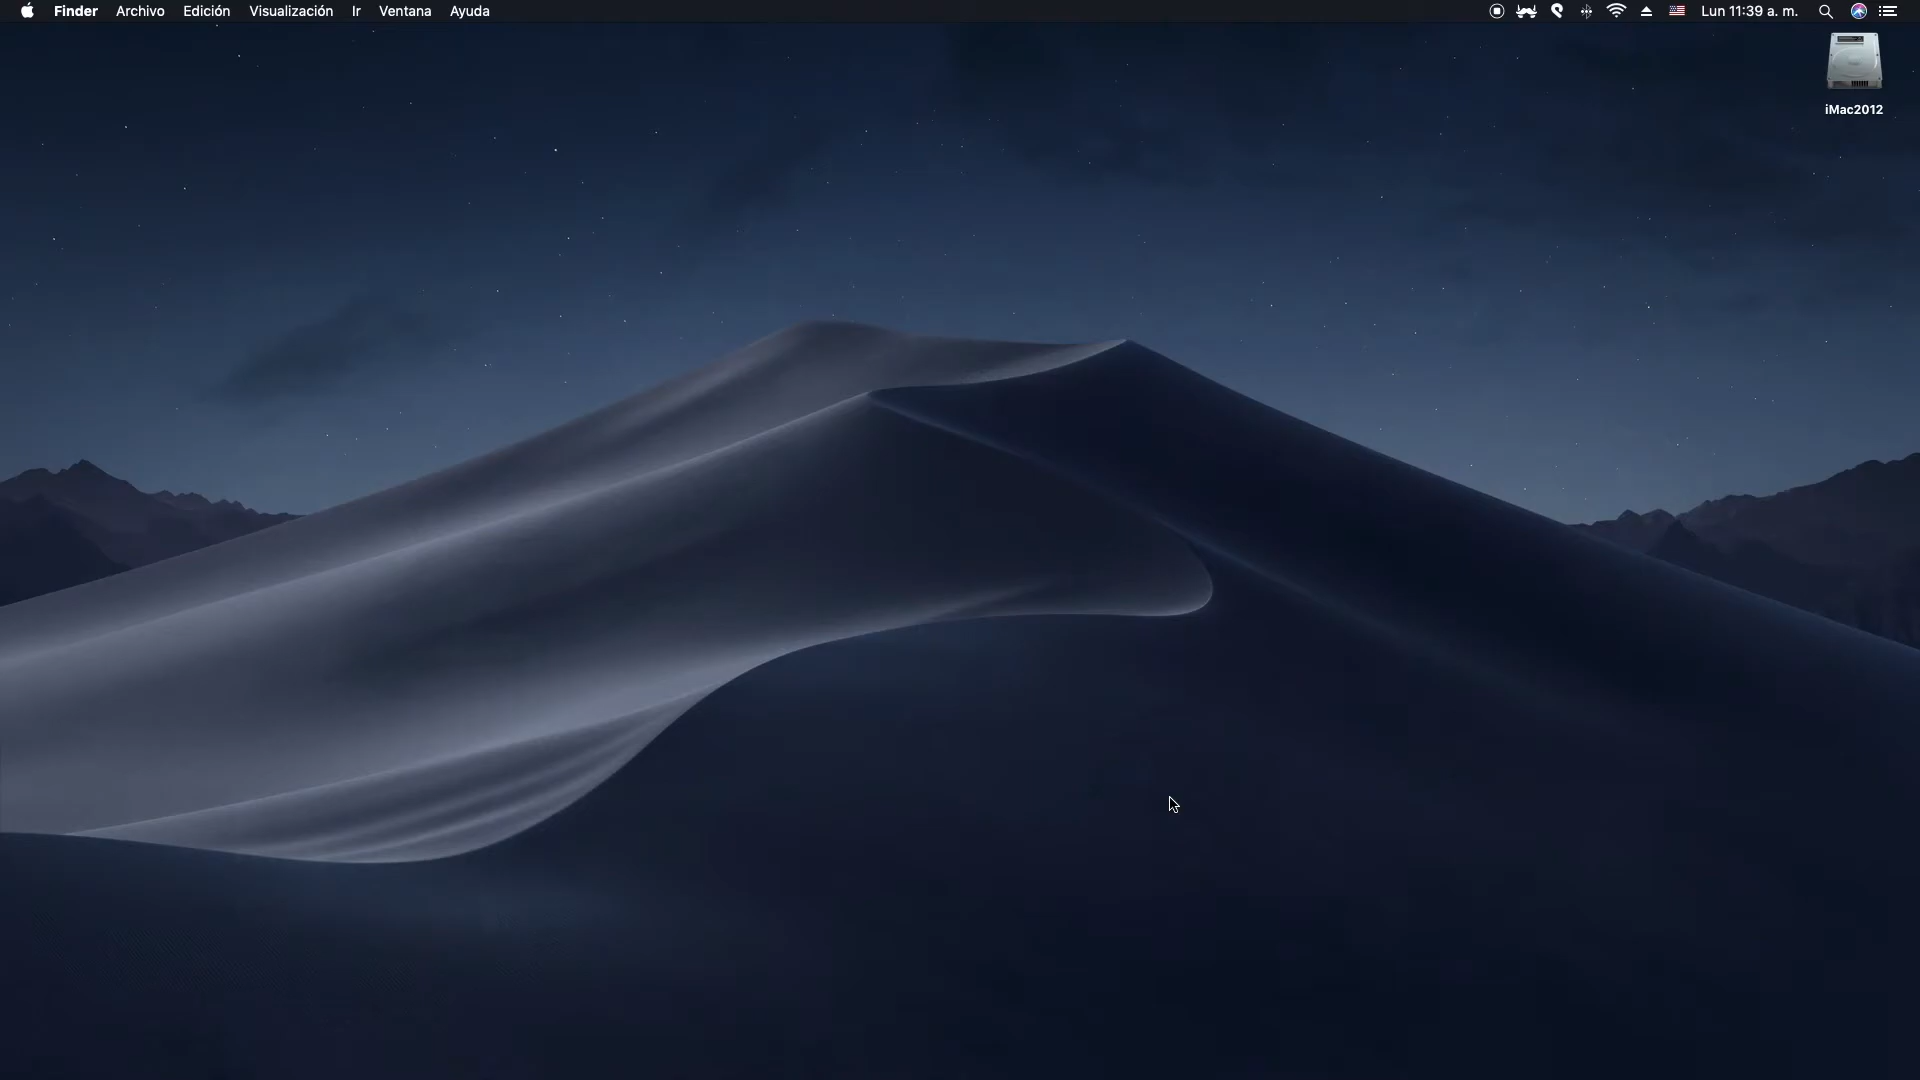 Finder Archivo Edición Visualización Ir Ventana Ayuda Lun 11:39 a. m.
iMac2012